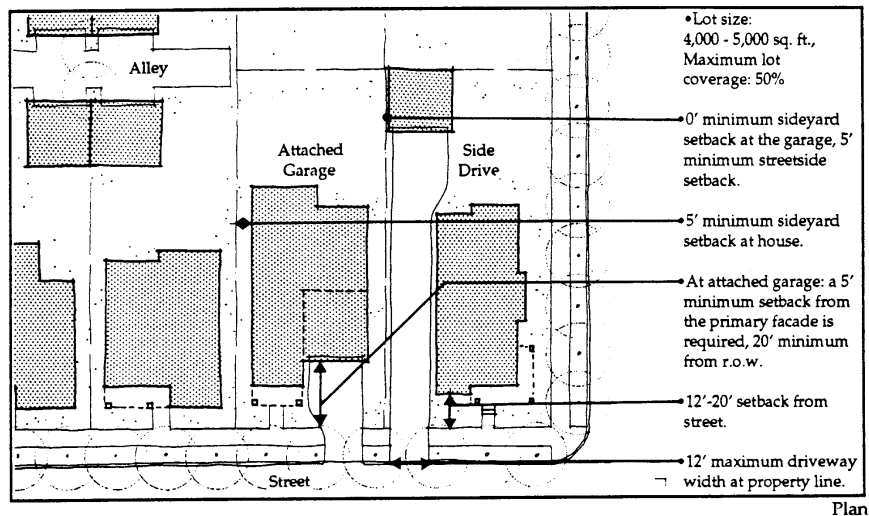 Alley
Attached
Garage
Side
Drive
Street
•Lot size:
4,000 - 5,000 sq. ft.,
Maximum lot
coverage: 50%
•0' minimum sideyard
setback at the garage, 5'
minimum streetside
setback.
•5' minimum sideyard
setback at house.
•At attached garage: a 5'
minimum setback from
the primary facade is
required, 20' minimum
from r.o.w.
•12'-20' setback from
street.
•12' maximum driveway
width at property line.
Plan